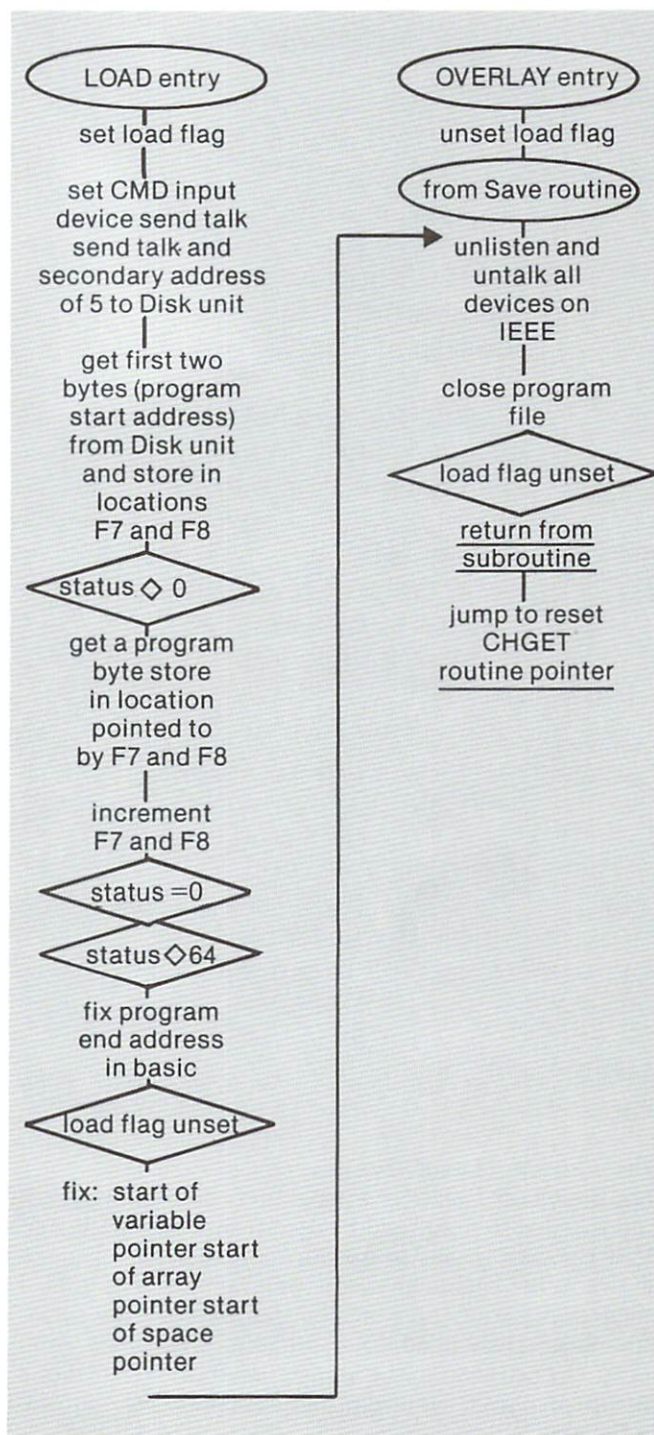 LOAD entry
set load flag
set CMD input
device send talk
send talk and
secondary address
of 5 to Disk unit
get first two
bytes (program
start address)
from Disk unit
and store in
locations
F7 and F8
status ◇ 0
get a program
byte store
in location
pointed to
by F7 and F8
increment
F7 and F8
status =0
status ◇64
fix program
end address
in basic
load flag unset
fix: start of
variable
pointer start
of array
pointer start
of space
pointer
OVERLAY entry
unset load flag
from Save routine
unlisten and
untalk all
devices on
IEEE
close program
file
load flag unset
return from
subroutine
jump to reset
CHGET
routine pointer